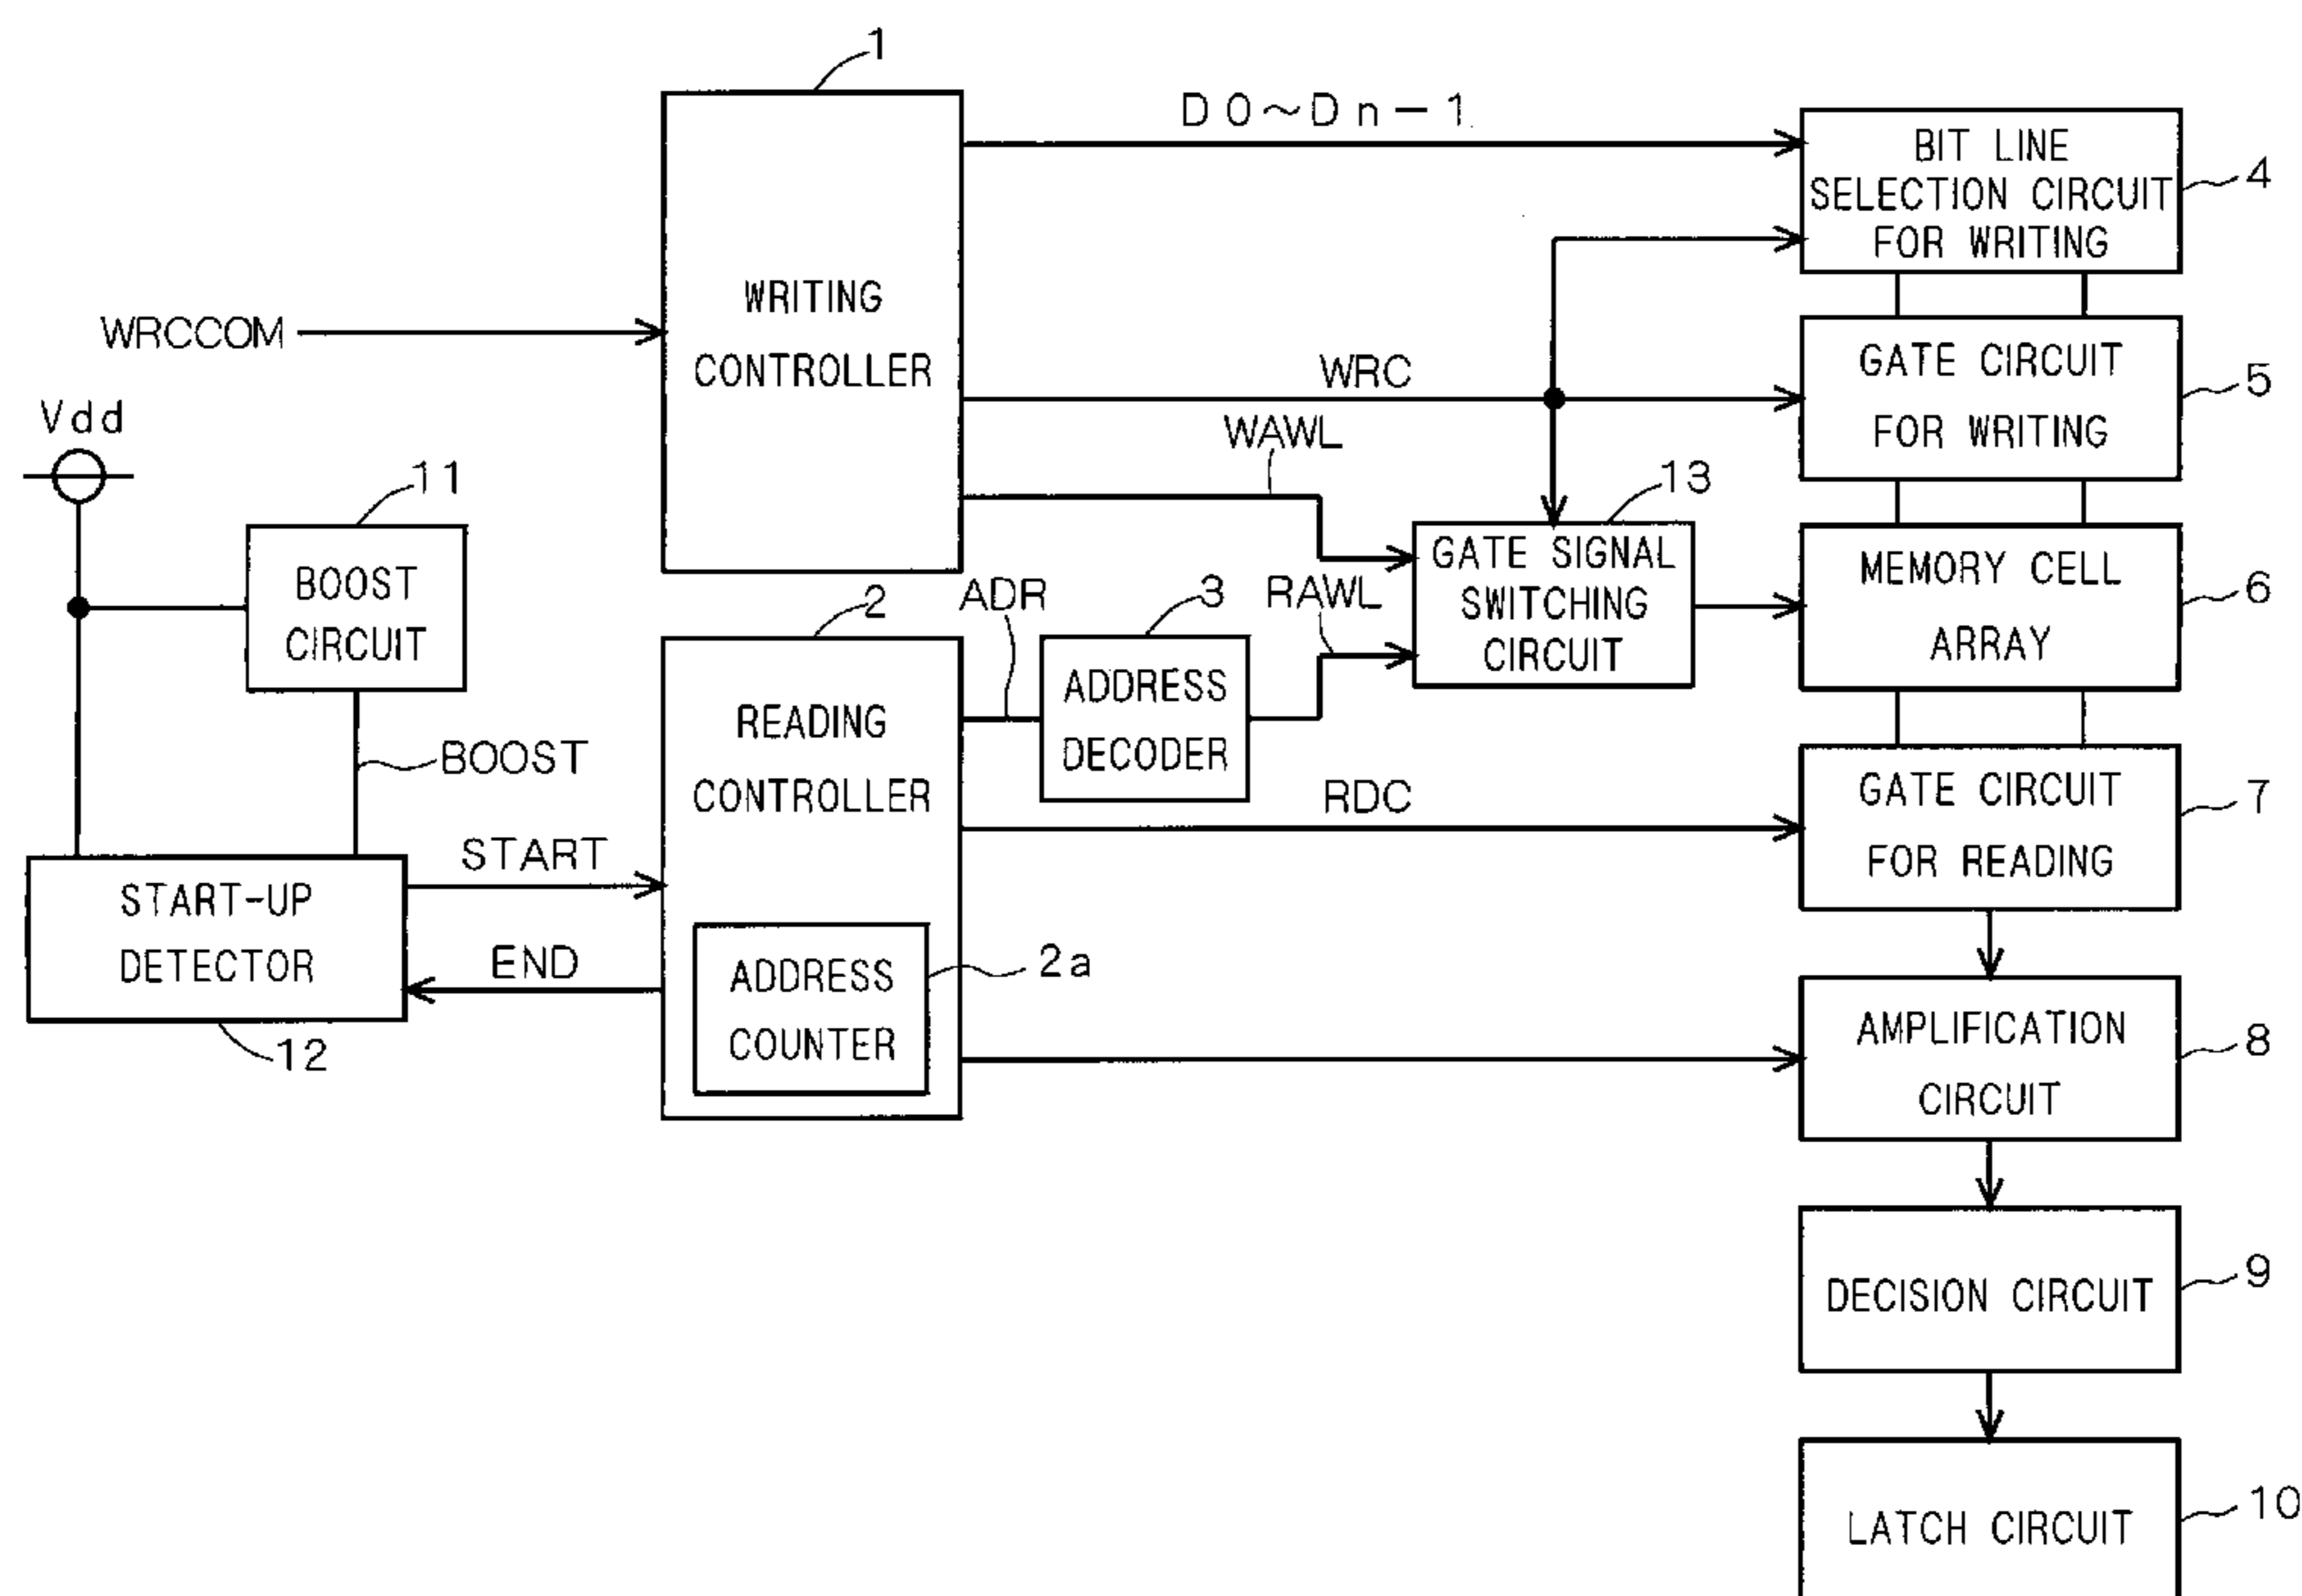 1
D0~Dn-1
BIT LINE
SELECTION CIRCUIT
FOR WRITING
4
WRITING
CONTROLLER
WRCCOM
WRC
GATE CIRCUIT
FOR WRITING
5
Vdd
WAWL
11
13
BOOST
CIRCUIT
GATE SIGNAL
SWITCHING
CIRCUIT
MEMORY CELL
ARRAY
6
2
ADR
3
RAWL
READING
CONTROLLER
ADDRESS
DECODER
BOOST
RDC
GATE CIRCUIT
FOR READING
7
START
START-UP
DETECTOR
END
12
ADDRESS
COUNTER
2a
AMPLIFICATION
CIRCUIT
8
DECISION CIRCUIT
9
LATCH CIRCUIT
10